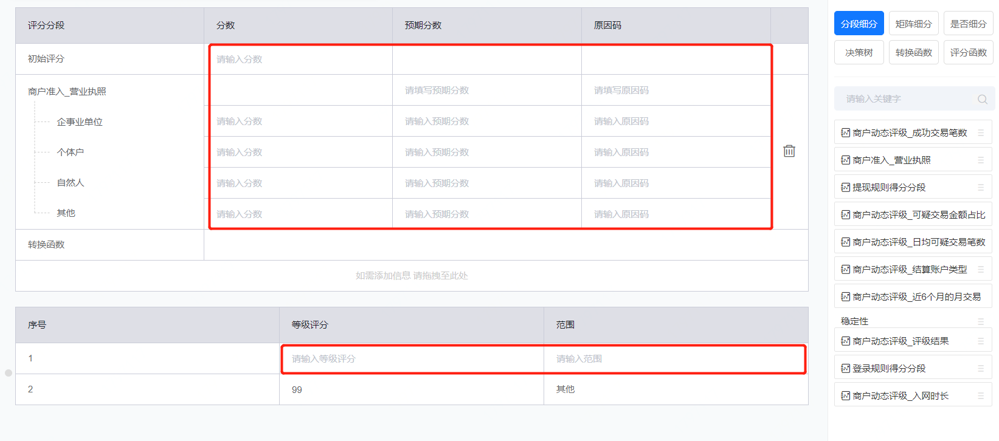 评分分段 分数 预期分数 原因码
初始评分 请输入分数
商户准入_营业执照 请填写预期分数 请填写原因码
企事业单位 请输入分数 请输入预期分数 请输入原因码
个体户 请输入分数 请输入预期分数 请输入原因码
自然人 请输入分数 请输入预期分数 请输入原因码
其他 请输入分数 请输入预期分数 请输入原因码
转换函数
如需添加信息 请拖拽至此处
序号 等级评分 范围
1 请输入等级评分 请输入范围
2 99 其他
分段细分 矩阵细分 是否细分
决策树 转换函数 评分函数
请输入关键字
商户动态评级_成功交易笔数
商户准入_营业执照
提现规则得分分段
商户动态评级_可疑交易金额占比
商户动态评级_日均可疑交易笔数
商户动态评级_结算账户类型
商户动态评级_近6个月的月交易
稳定性
商户动态评级_评级结果
登录规则得分分段
商户动态评级_入网时长